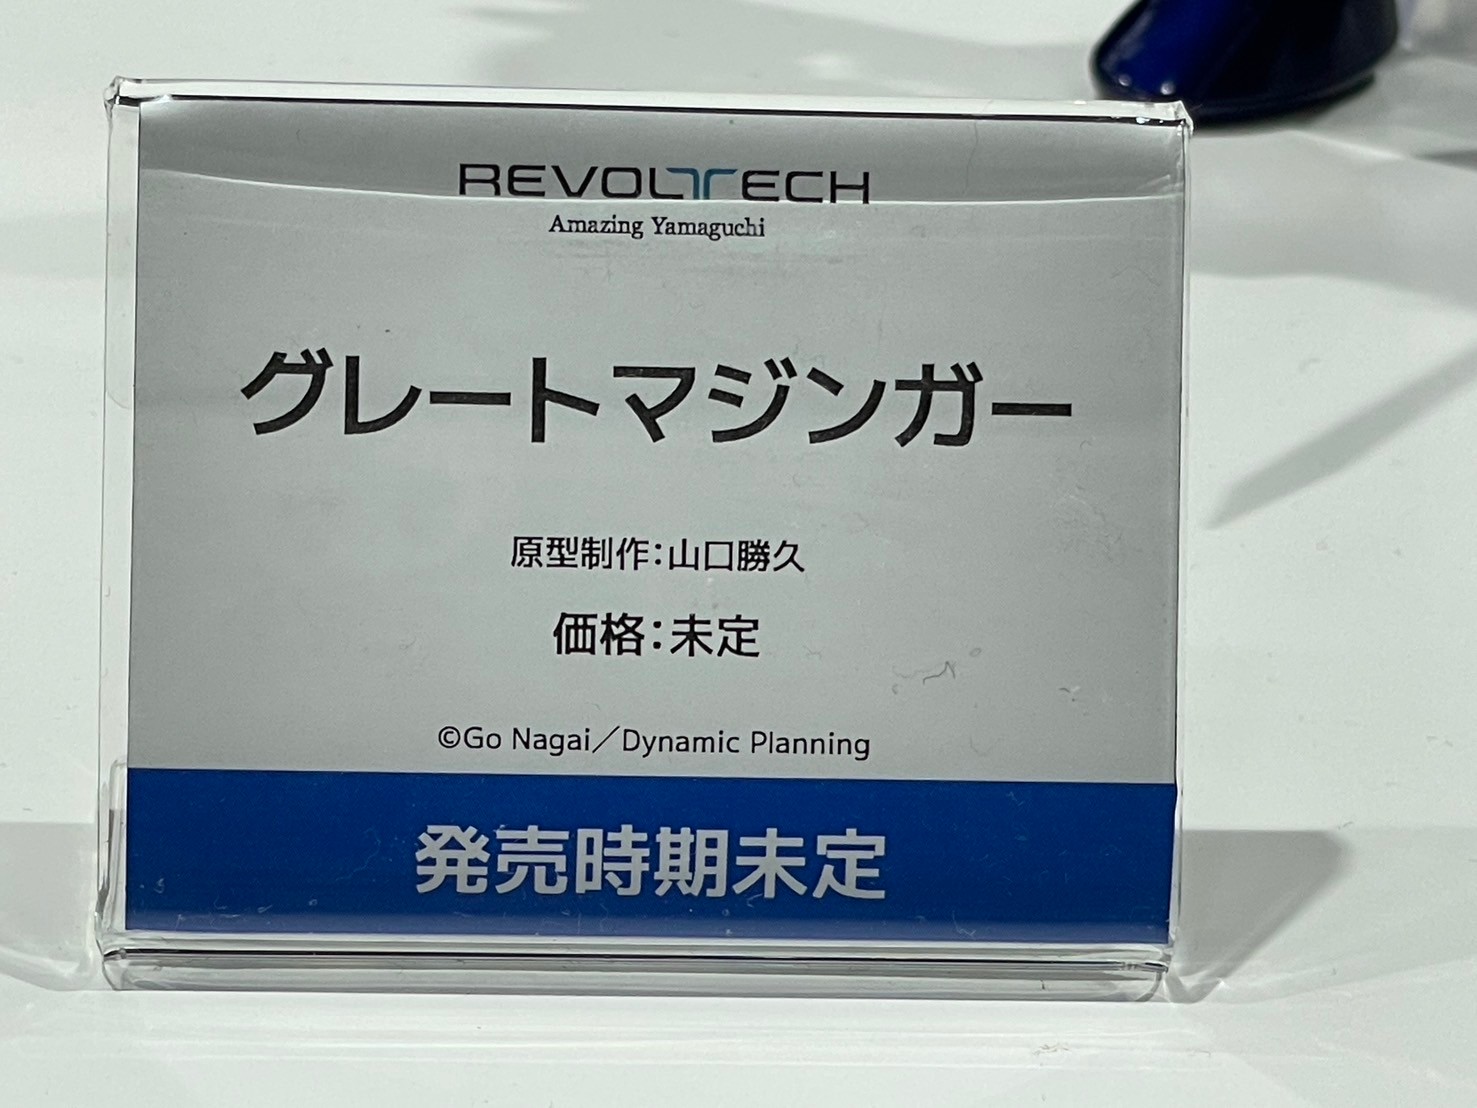 REVOLTECH
Amazing Yamaguchi
グレートマジンガー
原型制作：山口勝久
価格：未定
©Go Nagai／Dynamic Planning
発売時期未定